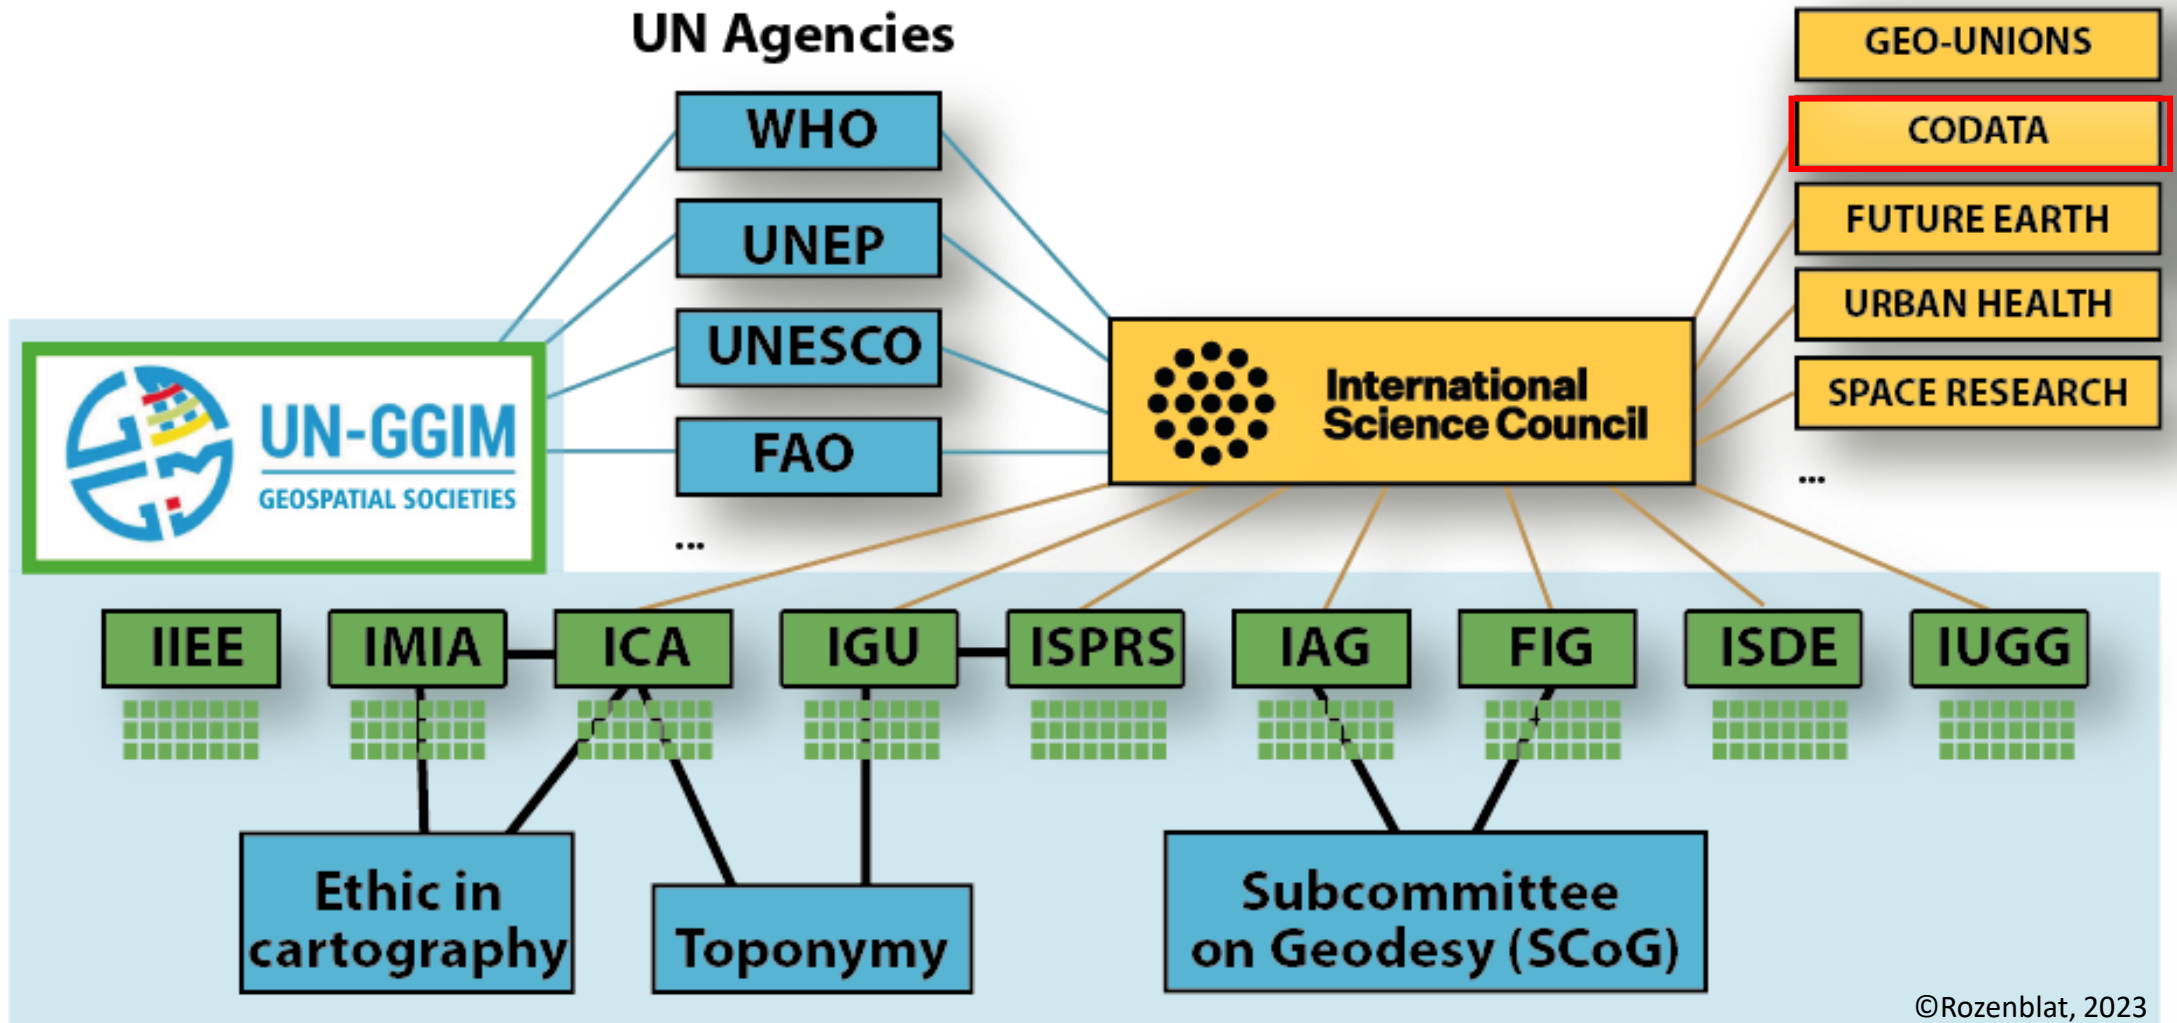 UN Agencies
WHO
UNEP
UNESCO
FAO
...
GEO-UNIONS
CODATA
FUTURE EARTH
URBAN HEALTH
SPACE RESEARCH
...
UN-GGIM
GEOSPATIAL SOCIETIES
International
Science Council
IIEE
IMIA
ICA
IGU
ISPRS
IAG
FIG
ISDE
IUGG
Ethic in
cartography
Toponymy
Subcommittee
on Geodesy (SCoG)
©Rozenblat, 2023